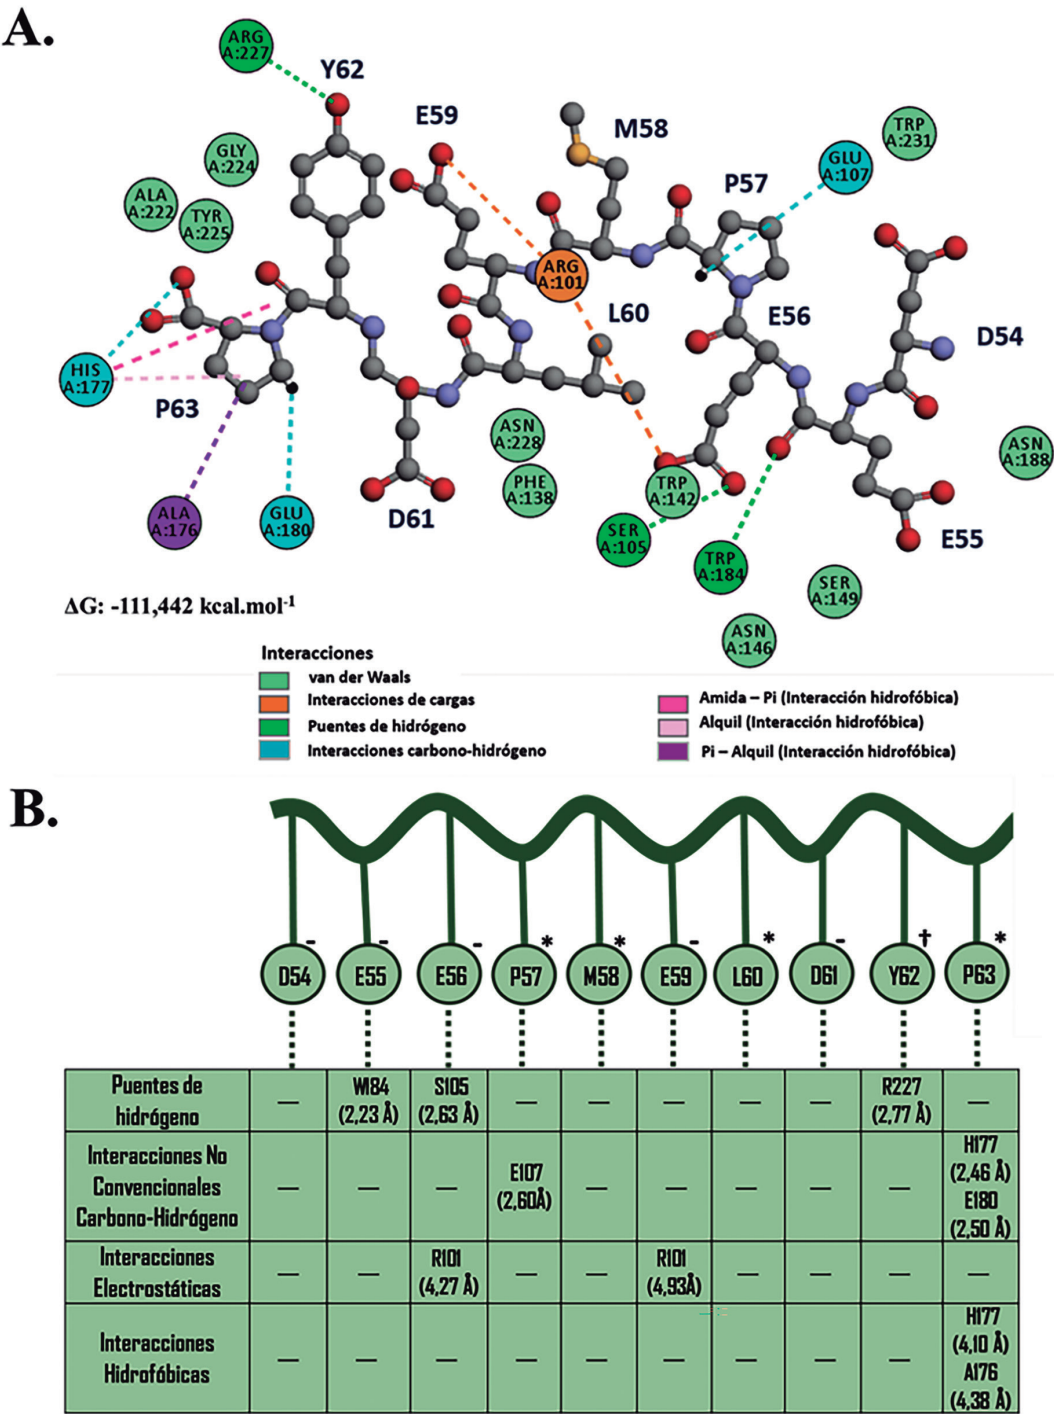 A.
ARG
A:227
Y62
E59
M58
TRP
A:231
GLY
A:224
GLU
A:107
P57
ALA
A:222
TYR
A:225
ARG
A:101
L60
E56
D54
HIS
A:177
P63
ASN
A:228
ASN
A:188
PHE
A:138
TRP
A:142
ALA
A:176
GLU
A:180
D61
SER
A:105
E55
TRP
A:184
SER
A:149
ASN
A:146
ΔG: -111,442 kcal.mol-1
Interacciones
van der Waals
Interacciones de cargas
Puentes de hidrógeno
Interacciones carbono-hidrógeno
Amida – Pi (Interacción hidrofóbica)
Alquil (Interacción hidrofóbica)
Pi – Alquil (Interacción hidrofóbica)
B.
- - - * * - * - † *
D54 E55 E56 P57 M58 E59 L60 D61 Y62 P63
Puentes de
hidrógeno
— W184 S105 — — — — — R227 —
(2,23 Å) (2,63 Å) (2,77 Å)
Interacciones No
Convencionales
Carbono-Hidrógeno
— — — E107 — — — — — H177
(2,60Å) (2,46 Å)
E180
(2,50 Å)
Interacciones
Electrostáticas
— — R101 — — R101 — — — —
(4,27 Å) (4,93Å)
Interacciones
Hidrofóbicas
— — — — — — — — — H177
(4,10 Å)
A176
(4,38 Å)